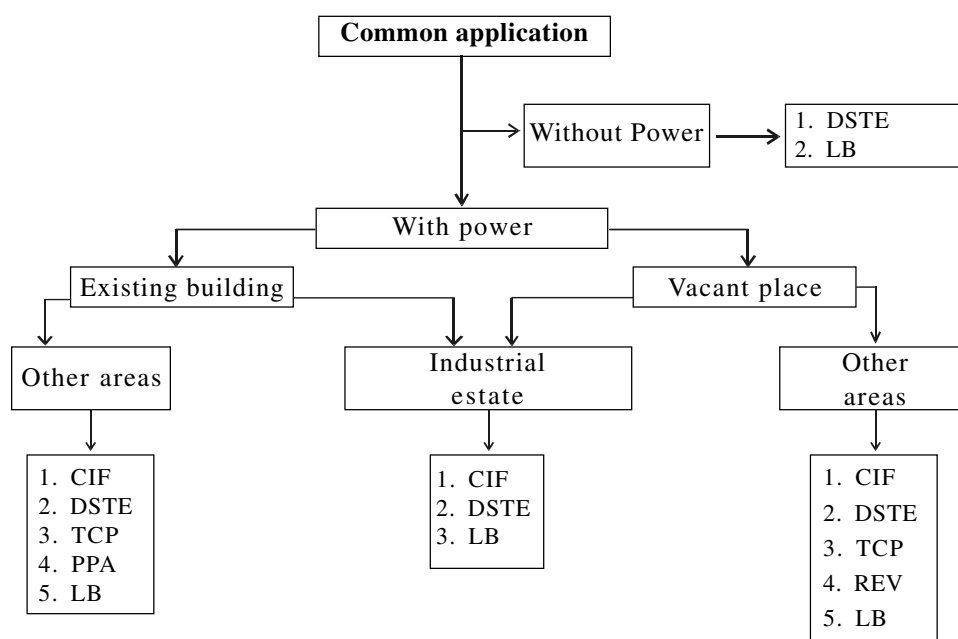 Common application
Without Power
1. DSTE
2. LB
With power
Existing building
Vacant place
Other areas
Industrial
estate
Other
areas
1. CIF
2. DSTE
3. TCP
4. PPA
5. LB
1. CIF
2. DSTE
3. LB
1. CIF
2. DSTE
3. TCP
4. REV
5. LB